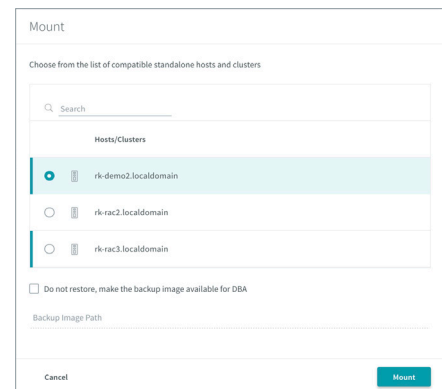 Mount
Choose from the list of compatible standalone hosts and clusters
Search
Hosts/Clusters
rk-demo2.localdomain
rk-rac2.localdomain
rk-rac3.localdomain
Do not restore, make the backup image available for DBA
Backup Image Path
Cancel
Mount